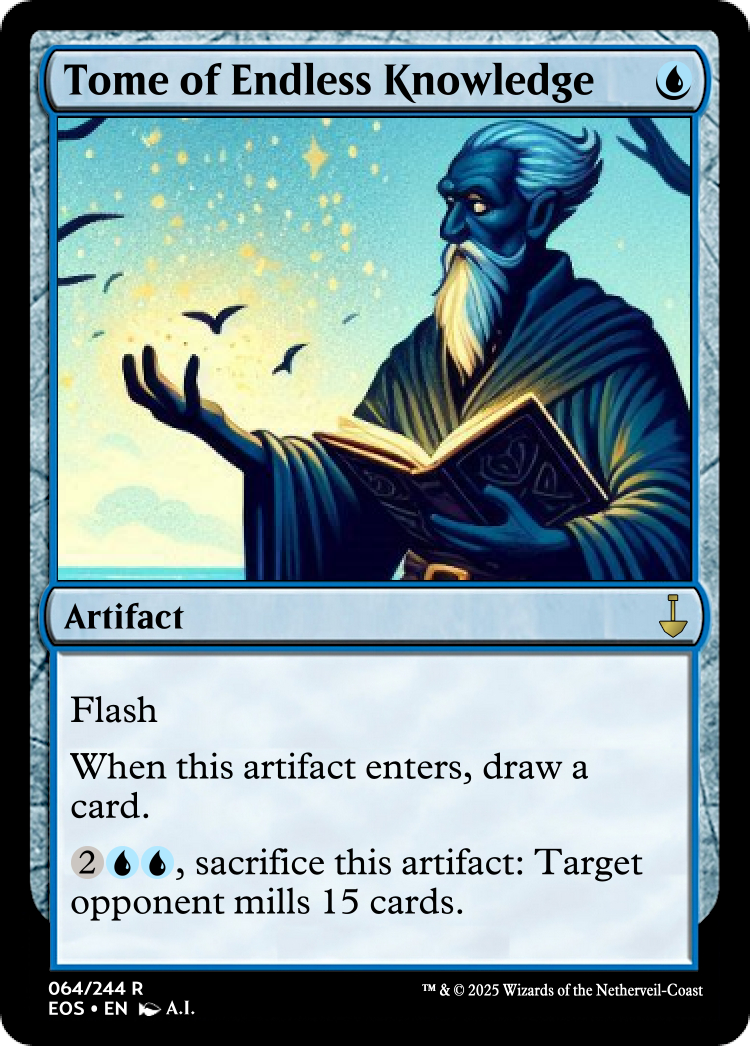 Tome of Endless Knowledge
Artifact
Flash
When this artifact enters, draw a
card.
2, sacrifice this artifact: Target
opponent mills 15 cards.
064/244 R
EOS • EN A.I.
™ & © 2025 Wizards of the Netherveil-Coast